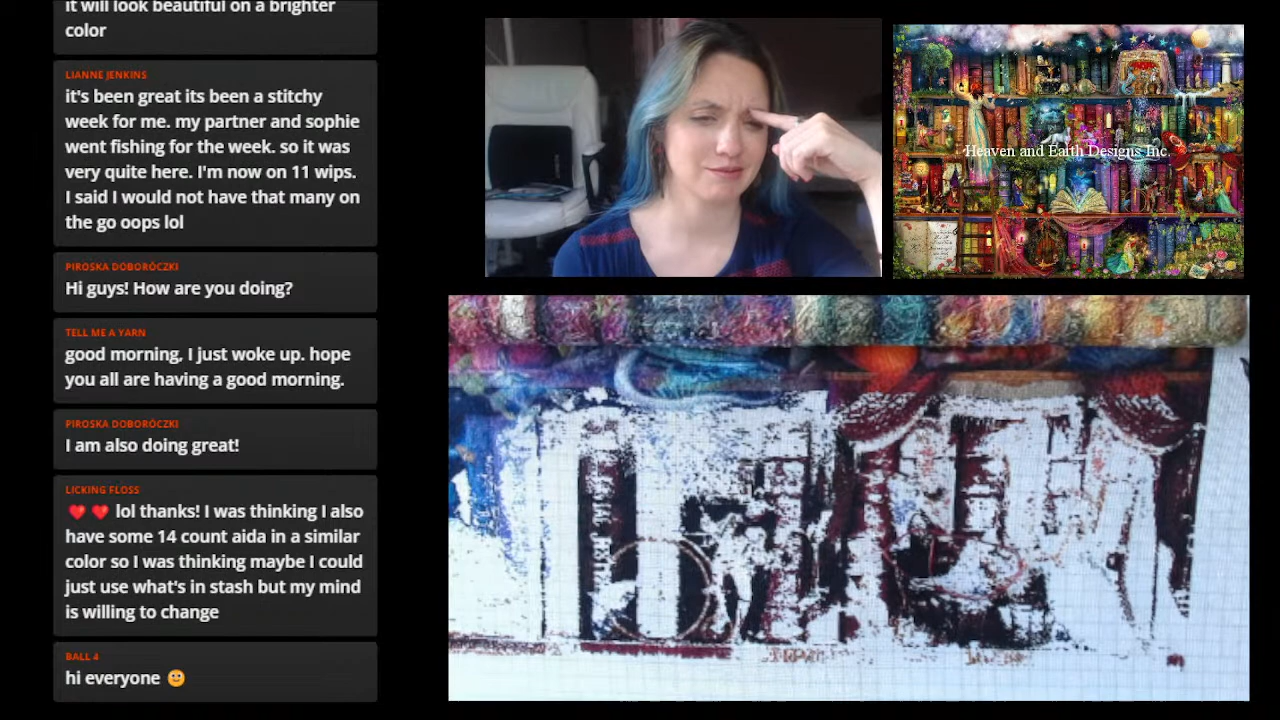 it will look beautiful on a brighter
color
LIANNE JENKINS
it's been great its been a stitchy
week for me. my partner and sophie
went fishing for the week. so it was
very quite here. I'm now on 11 wips.
I said I would not have that many on
the go oops lol
PIROSKA DOBORÓCZKI
Hi guys! How are you doing?
TELL ME A YARN
good morning, I just woke up. hope
you all are having a good morning.
PIROSKA DOBORÓCZKI
I am also doing great!
LICKING FLOSS
❤️ ❤️ lol thanks! I was thinking I also
have some 14 count aida in a similar
color so I was thinking maybe I could
just use what's in stash but my mind
is willing to change
BALL 4
hi everyone 🙂
Heaven and Earth Designs Inc.